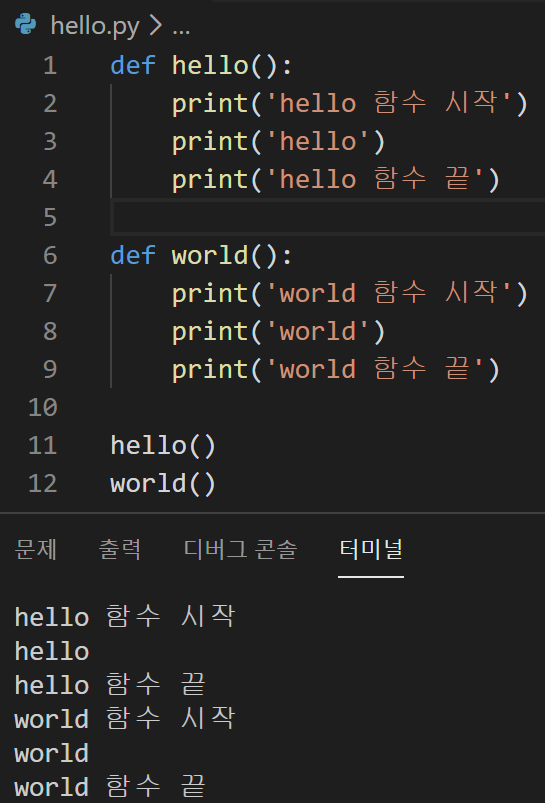 hello.py > ...
1 def hello():
2     print('hello 함수 시작')
3     print('hello')
4     print('hello 함수 끝')
5
6 def world():
7     print('world 함수 시작')
8     print('world')
9     print('world 함수 끝')
10
11 hello()
12 world()
문제 출력 디버그 콘솔 터미널
hello 함수 시작
hello
hello 함수 끝
world 함수 시작
world
world 함수 끝